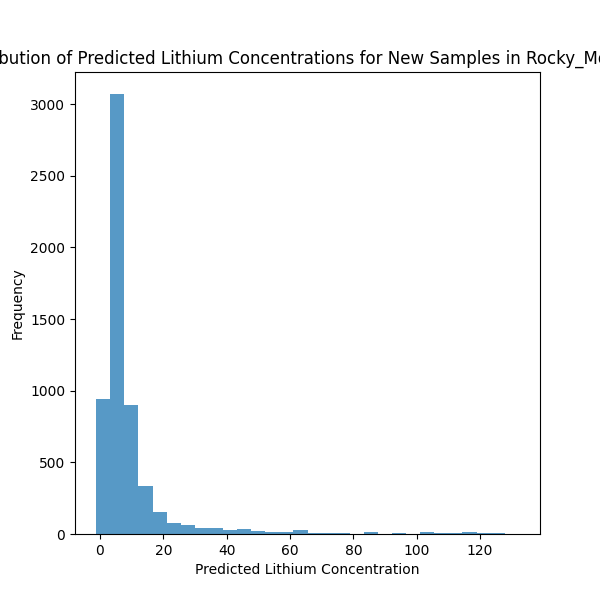 bution of Predicted Lithium Concentrations for New Samples in Rocky_M
3000
2500
2000
1500
1000
500
0
Frequency
0 20 40 60 80 100 120
Predicted Lithium Concentration